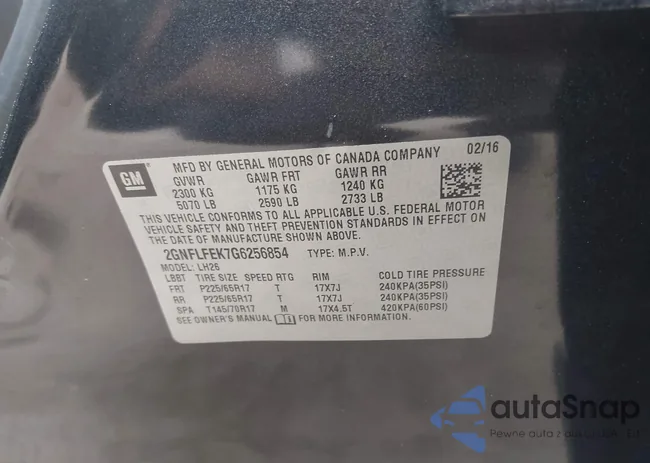 GM
MFD BY GENERAL MOTORS OF CANADA COMPANY 02/16
GVWR GAWR FRT GAWR RR
2300 KG 1175 KG 1240 KG
5070 LB 2590 LB 2733 LB
THIS VEHICLE CONFORMS TO ALL APPLICABLE U.S. FEDERAL MOTOR
VEHICLE SAFETY AND THEFT PREVENTION STANDARDS IN EFFECT ON
THE DATE OF MANUFACTURE SHOWN ABOVE.
2GNFLFEK7G6256854 TYPE: M.P.V.
MODEL: LH26
LBBT TIRE SIZE SPEED RTG RIM COLD TIRE PRESSURE
FRT P225/65R17 T 17X7J 240KPA(35PSI)
RR P225/65R17 T 17X7J 240KPA(35PSI)
SPA T145/70R17 M 17X4.5T 420KPA(60PSI)
SEE OWNER'S MANUAL FOR MORE INFORMATION.
autaSnap
Pewne auta z